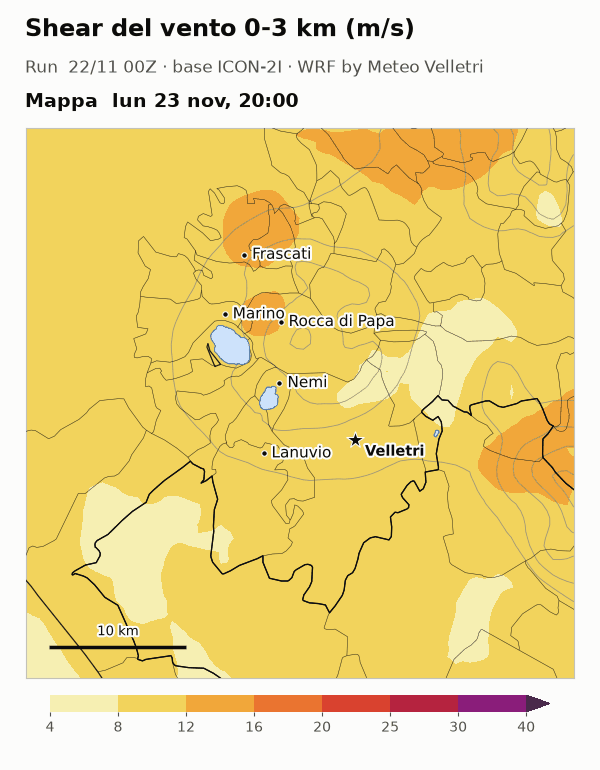 Shear del vento 0-3 km (m/s)
Run  22/11 00Z · base ICON-2I · WRF by Meteo Velletri
Mappa  lun 23 nov, 20:00
Frascati
Marino
Rocca di Papa
Nemi
Velletri
Lanuvio
10 km
4 8 12 16 20 25 30 40